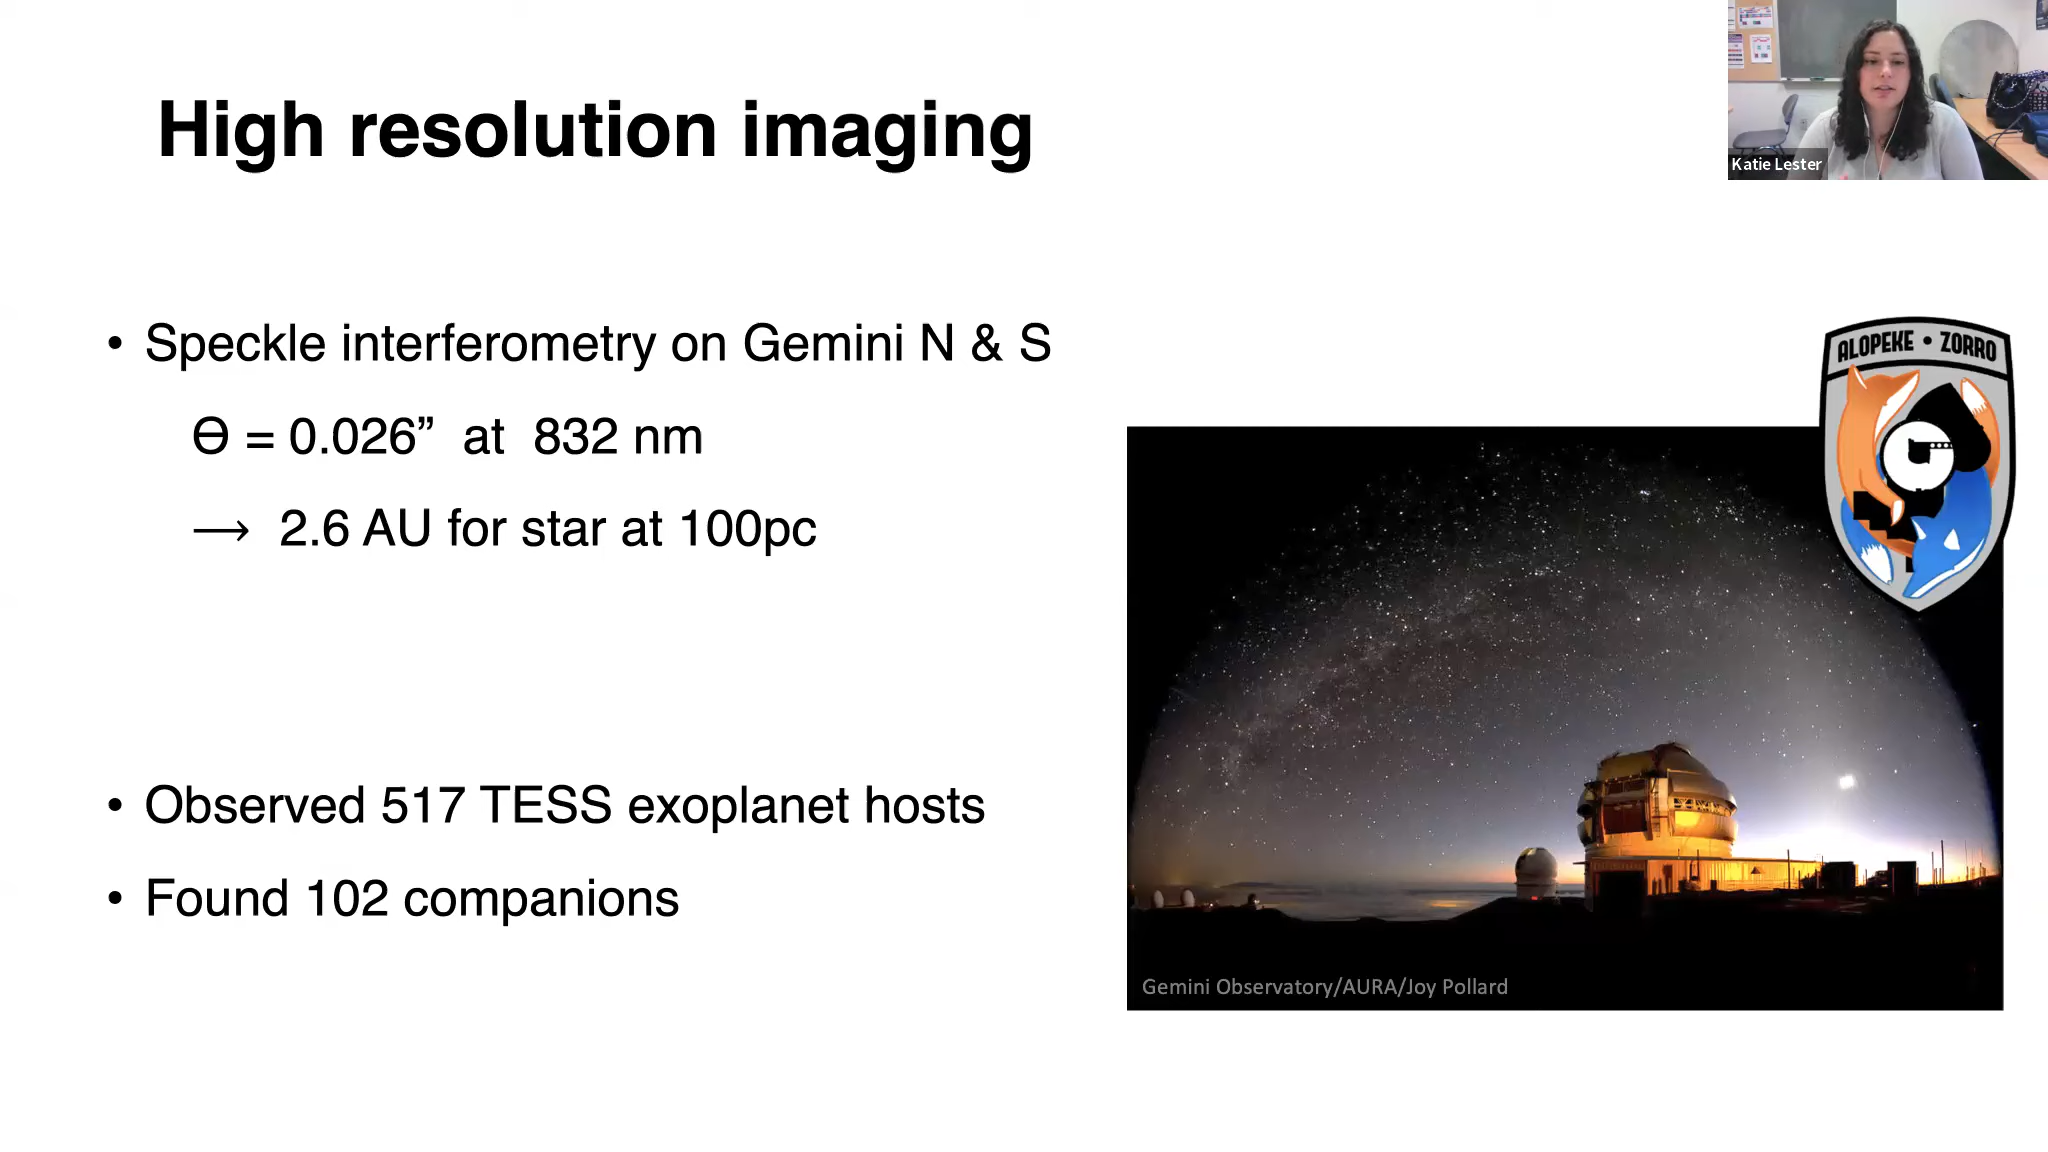 High resolution imaging
Katie Lester
• Speckle interferometry on Gemini N & S
ALOPEKE • ZORRO
Ө = 0.026” at 832 nm
→ 2.6 AU for star at 100pc
• Observed 517 TESS exoplanet hosts
• Found 102 companions
Gemini Observatory/AURA/Joy Pollard